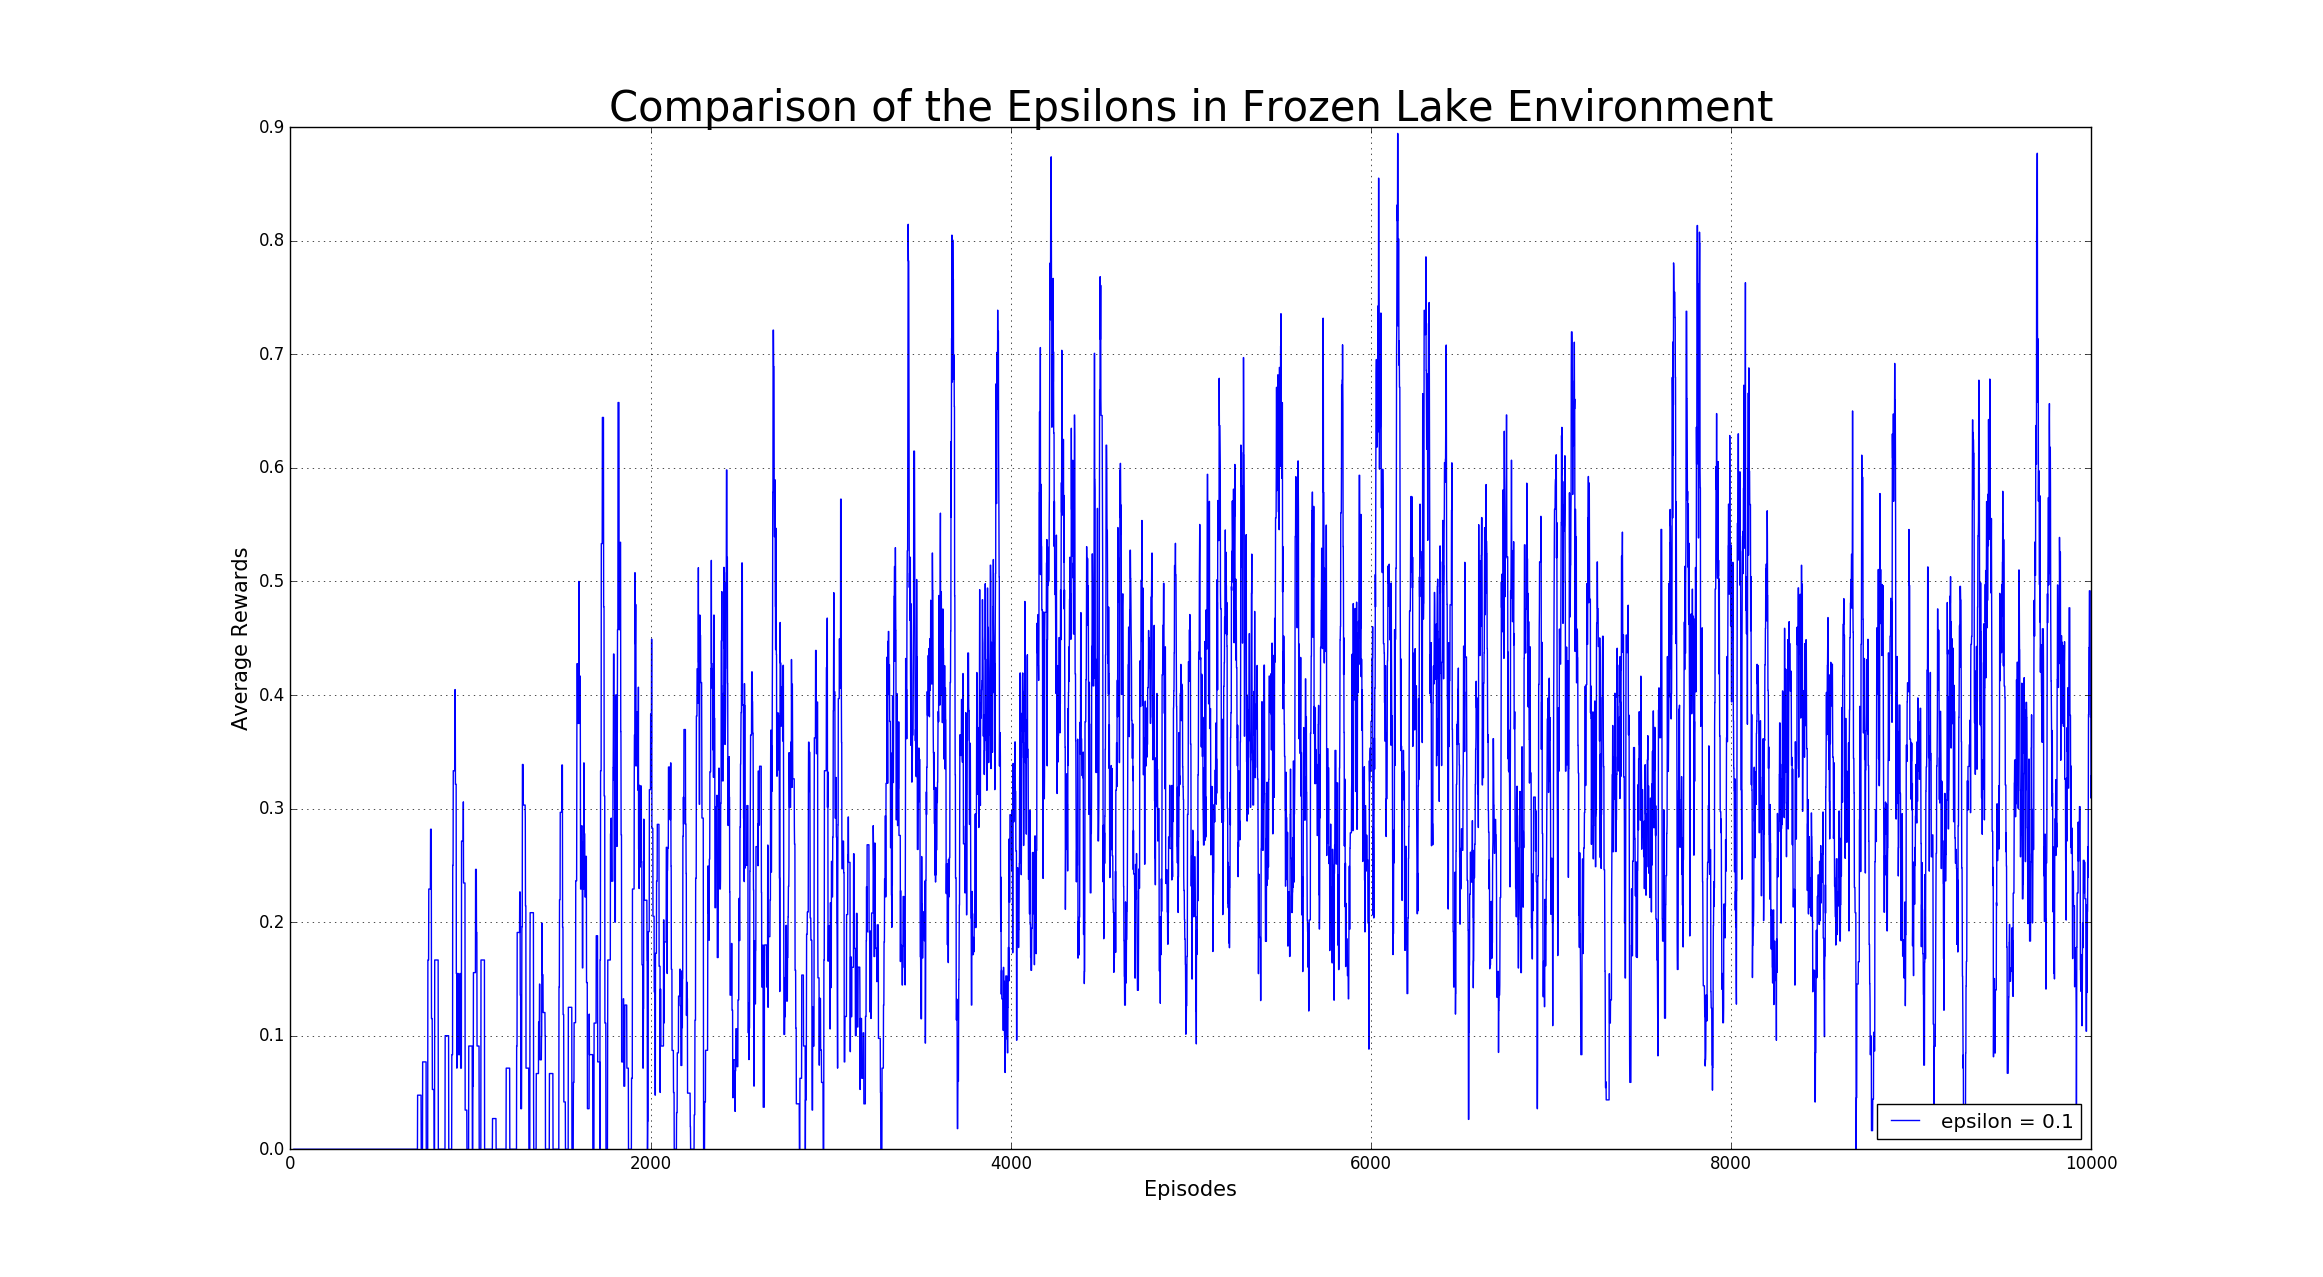 Comparison of the Epsilons in Frozen Lake Environment
0.9
0.8
0.7
0.6
0.5
0.4
0.3
0.2
0.1
0.0
Average Rewards
epsilon = 0.1
0 2000 4000 6000 8000 10000
Episodes